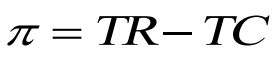 π = TR − TC